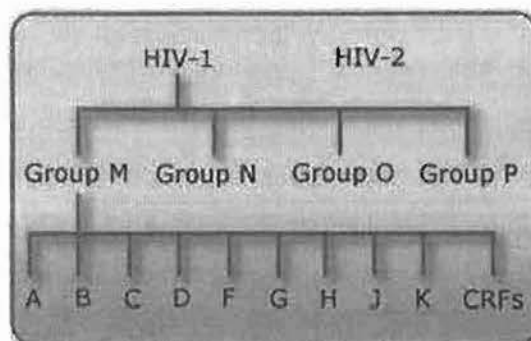 HIV-1 HIV-2
Group M Group N Group O Group P
A B C D F G H J K CRFs